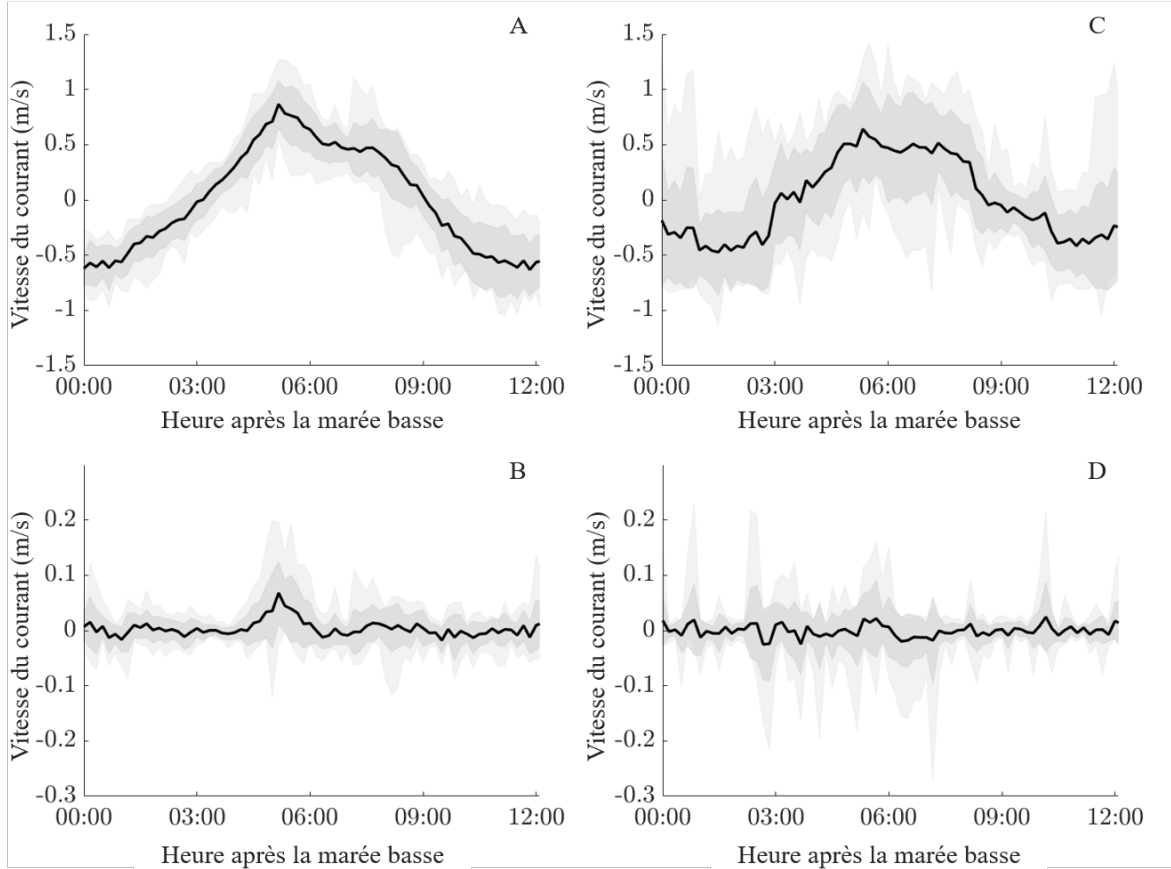 A
1.5
1
0.5
0
-0.5
-1
-1.5
Vitesse du courant (m/s)
00:00 03:00 06:00 09:00 12:00
Heure après la marée basse
C
1.5
1
0.5
0
-0.5
-1
-1.5
Vitesse du courant (m/s)
00:00 03:00 06:00 09:00 12:00
Heure après la marée basse
B
0.2
0.1
0
-0.1
-0.2
-0.3
Vitesse du courant (m/s)
00:00 03:00 06:00 09:00 12:00
Heure après la marée basse
D
0.2
0.1
0
-0.1
-0.2
-0.3
Vitesse du courant (m/s)
00:00 03:00 06:00 09:00 12:00
Heure après la marée basse